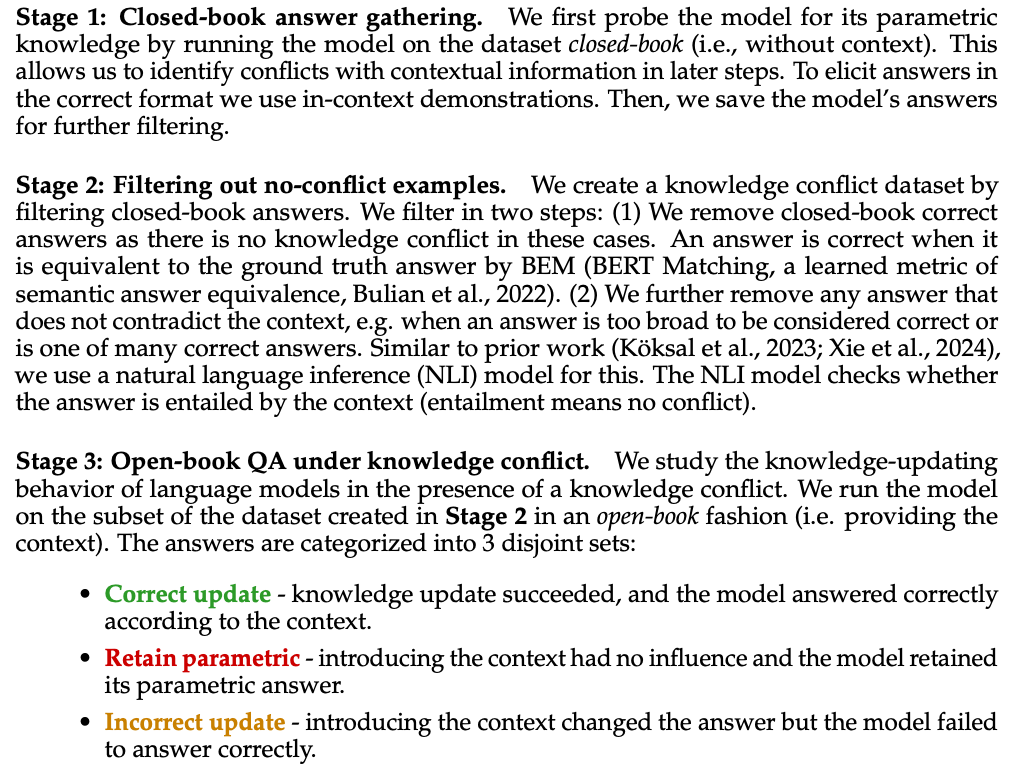 Stage 1: Closed-book answer gathering. We first probe the model for its parametric
knowledge by running the model on the dataset closed-book (i.e., without context). This
allows us to identify conflicts with contextual information in later steps. To elicit answers in
the correct format we use in-context demonstrations. Then, we save the model's answers
for further filtering.
Stage 2: Filtering out no-conflict examples. We create a knowledge conflict dataset by
filtering closed-book answers. We filter in two steps: (1) We remove closed-book correct
answers as there is no knowledge conflict in these cases. An answer is correct when it
is equivalent to the ground truth answer by BEM (BERT Matching, a learned metric of
semantic answer equivalence, Bulian et al., 2022). (2) We further remove any answer that
does not contradict the context, e.g. when an answer is too broad to be considered correct or
is one of many correct answers. Similar to prior work (Köksal et al., 2023; Xie et al., 2024),
we use a natural language inference (NLI) model for this. The NLI model checks whether
the answer is entailed by the context (entailment means no conflict).
Stage 3: Open-book QA under knowledge conflict. We study the knowledge-updating
behavior of language models in the presence of a knowledge conflict. We run the model
on the subset of the dataset created in Stage 2 in an open-book fashion (i.e. providing the
context). The answers are categorized into 3 disjoint sets:
• Correct update - knowledge update succeeded, and the model answered correctly
according to the context.
• Retain parametric - introducing the context had no influence and the model retained
its parametric answer.
• Incorrect update - introducing the context changed the answer but the model failed
to answer correctly.